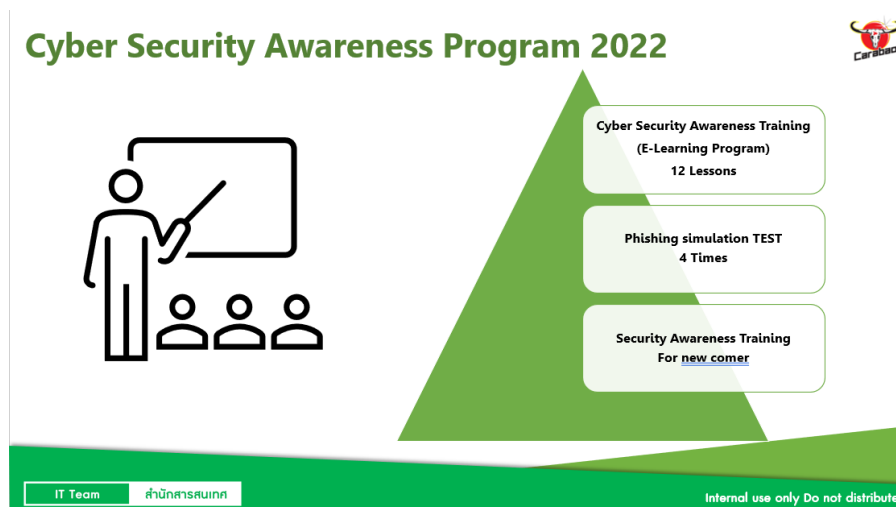 Cyber Security Awareness Program 2022
Carabao
Cyber Security Awareness Training
(E-Learning Program)
12 Lessons
Phishing simulation TEST
4 Times
Security Awareness Training
For new comer
IT Team
สำนักสารสนเทศ
Internal use only Do not distribute